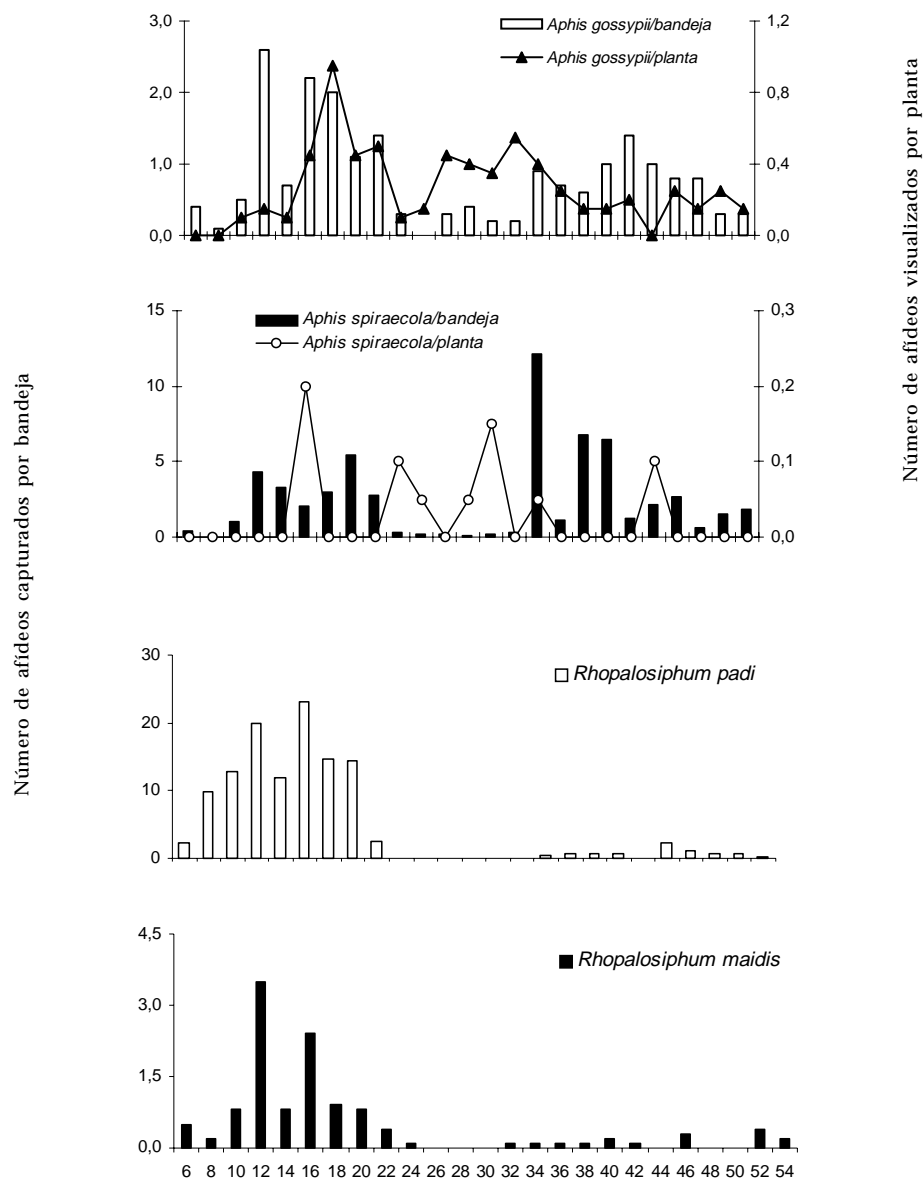 Número de afídeos capturados por bandeja
Número de afídeos visualizados por planta
3,0
2,0
1,0
0,0
Aphis gossypii/bandeja
Aphis gossypii/planta
1,2
0,8
0,4
0,0
15
10
5
0
Aphis spiraecola/bandeja
Aphis spiraecola/planta
0,3
0,2
0,1
0,0
30
20
10
0
Rhopalosiphum padi
4,5
3,0
1,5
0,0
Rhopalosiphum maidis
6 8 10 12 14 16 18 20 22 24 26 28 30 32 34 36 38 40 42 44 46 48 50 52 54